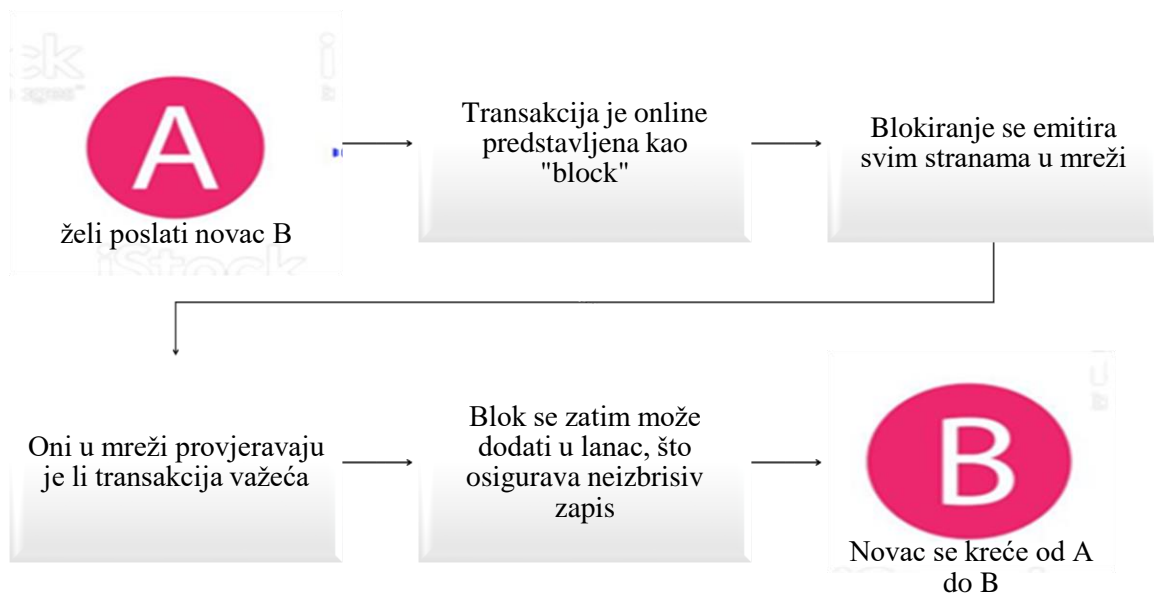 A
želi poslati novac B
Transakcija je online
predstavljena kao
"block"
Blokiranje se emitira
svim stranama u mreži
Oni u mreži provjeravaju
je li transakcija važeća
Blok se zatim može
dodati u lanac, što
osigurava neizbrisiv
zapis
B
Novac se kreće od A
do B
iStock